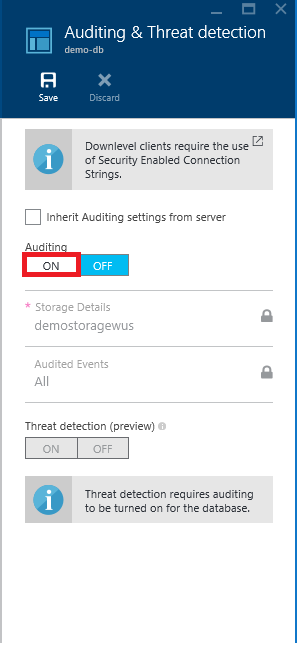 Auditing & Threat detection
demo-db
Save
Discard
Downlevel clients require the use
of Security Enabled Connection
Strings.
Inherit Auditing settings from server
Auditing
ON
OFF
* Storage Details
demostoragewus
Audited Events
All
Threat detection (preview)
ON
OFF
Threat detection requires auditing
to be turned on for the database.